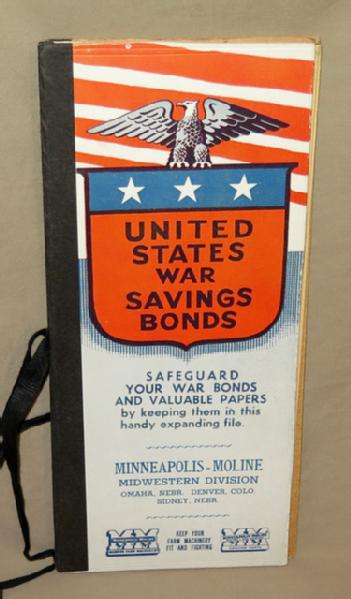 UNITED
STATES
WAR
SAVINGS
BONDS
SAFEGUARD
YOUR WAR BONDS
AND VALUABLE PAPERS
by keeping them in this
handy expanding file.
MINNEAPOLIS-MOLINE
MIDWESTERN DIVISION
OMAHA, NEBR. DENVER, COLO.
SIDNEY, NEBR.
KEEP YOUR
FARM MACHINERY
FIT AND FIGHTING